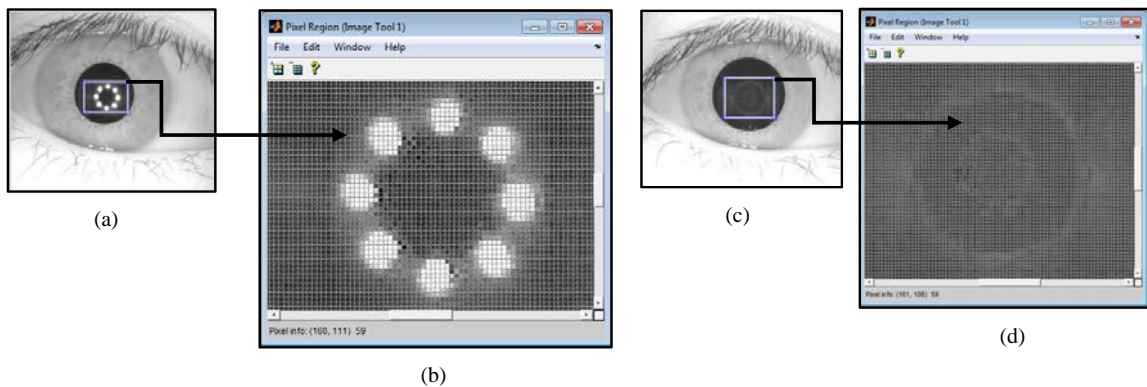 Pixel Region (Image Tool 1)
File Edit Window Help
Pixel info: (160, 111) 59
Pixel Region (Image Tool 1)
File Edit Window Help
Pixel info: (161, 106) 59
(a)
(b)
(c)
(d)